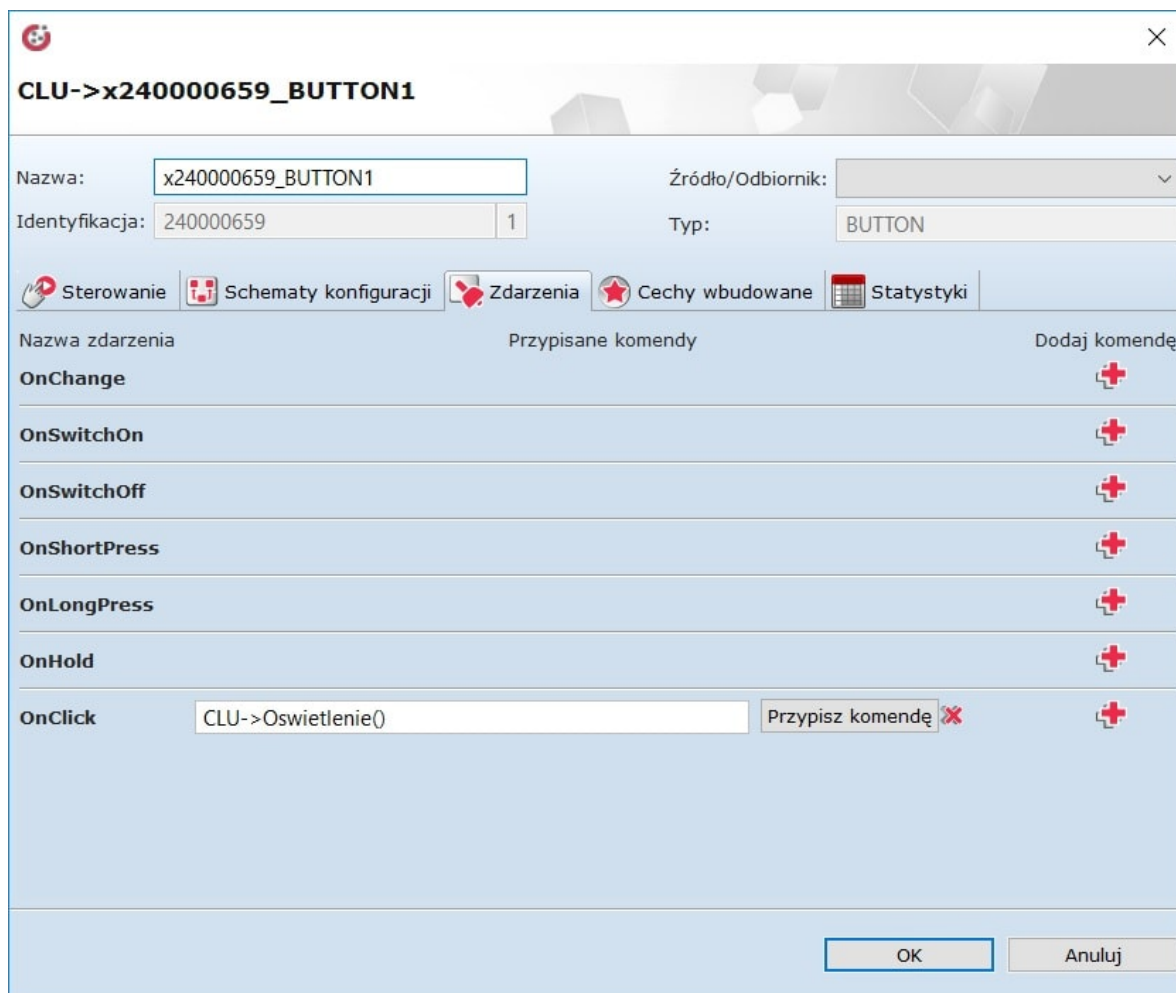 CLU->x240000659_BUTTON1
Nazwa: x240000659_BUTTON1 Źródło/Odbiornik:
Identyfikacja: 240000659 1 Typ: BUTTON
Sterowanie Schematy konfiguracji Zdarzenia Cechy wbudowane Statystyki
Nazwa zdarzenia Przypisane komendy Dodaj komendę
OnChange
OnSwitchOn
OnSwitchOff
OnShortPress
OnLongPress
OnHold
OnClick CLU->Oswietlenie() Przypisz komendę
OK Anuluj